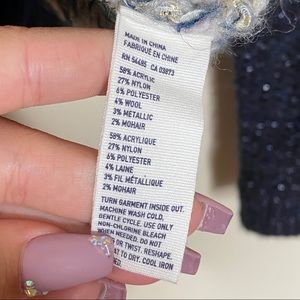 MADE IN CHINA
FABRIQUÉ EN CHINE
RN 54485 CA 03873
58% ACRYLIC
27% NYLON
6% POLYESTER
4% WOOL
3% METALLIC
2% MOHAIR
58% ACRYLIQUE
27% NYLON
6% POLYESTER
4% LAINE
3% FIL MÉTALLIQUE
2% MOHAIR
TURN GARMENT INSIDE OUT.
MACHINE WASH COLD,
GENTLE CYCLE. USE ONLY
NON-CHLORINE BLEACH
WHEN NEEDED. DO NOT
OR TWIST. RESHAPE.
AT TO DRY. COOL IRON